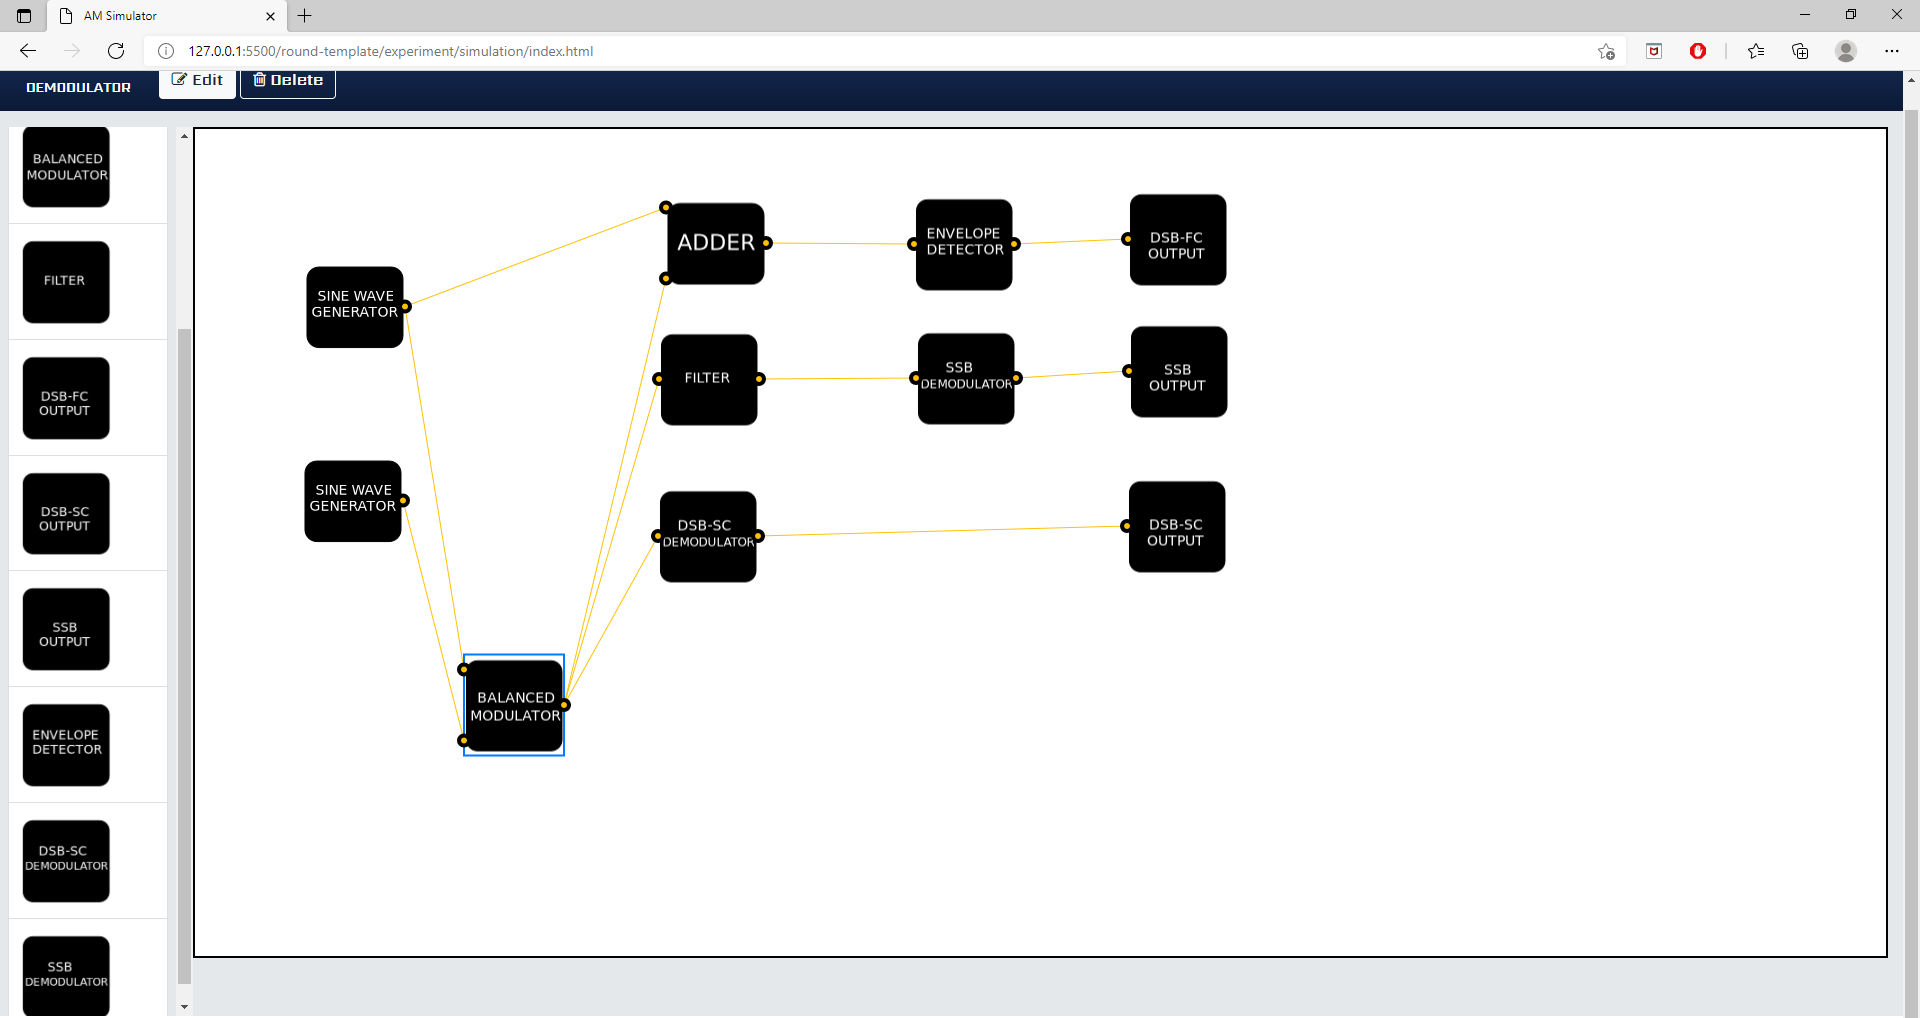 AM Simulator
127.0.0.1:5500/round-template/experiment/simulation/index.html
DEMODULATOR
Edit
Delete
BALANCED
MODULATOR
FILTER
DSB-FC
OUTPUT
DSB-SC
OUTPUT
SSB
OUTPUT
ENVELOPE
DETECTOR
DSB-SC
DEMODULATOR
SSB
DEMODULATOR
SINE WAVE
GENERATOR
SINE WAVE
GENERATOR
BALANCED
MODULATOR
ADDER
ENVELOPE
DETECTOR
DSB-FC
OUTPUT
FILTER
SSB
DEMODULATOR
SSB
OUTPUT
DSB-SC
DEMODULATOR
DSB-SC
OUTPUT